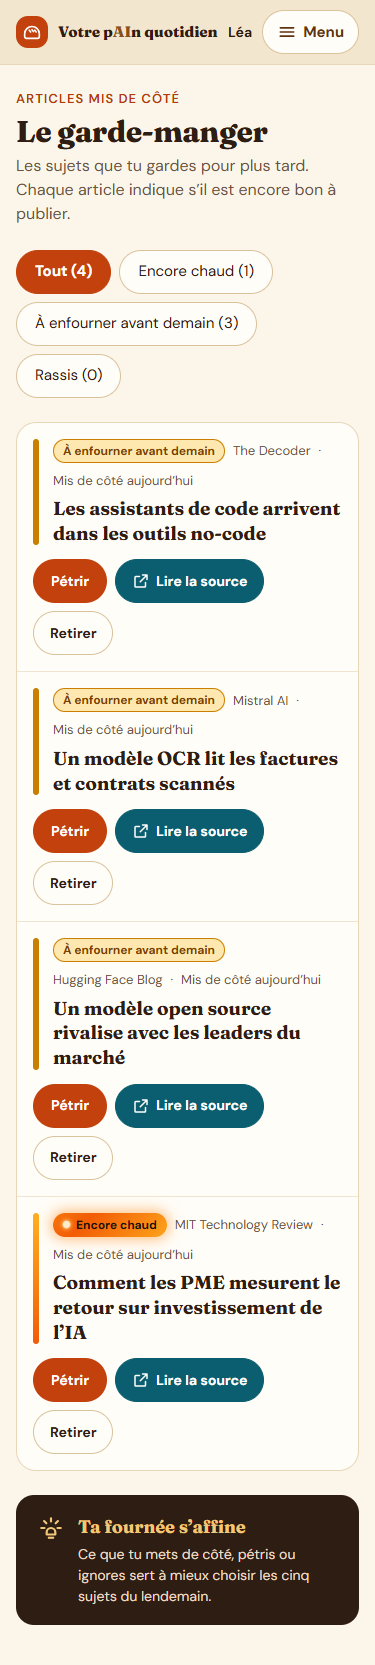 Votre pAIn quotidien Léa Menu
ARTICLES MIS DE CÔTÉ
Le garde-manger
Les sujets que tu gardes pour plus tard.
Chaque article indique s’il est encore bon à
publier.
Tout (4) Encore chaud (1)
À enfourner avant demain (3)
Rassis (0)
À enfourner avant demain The Decoder ·
Mis de côté aujourd’hui
Les assistants de code arrivent
dans les outils no-code
Pétrir Lire la source
Retirer
À enfourner avant demain Mistral AI ·
Mis de côté aujourd’hui
Un modèle OCR lit les factures
et contrats scannés
Pétrir Lire la source
Retirer
À enfourner avant demain
Hugging Face Blog · Mis de côté aujourd’hui
Un modèle open source
rivalise avec les leaders du
marché
Pétrir Lire la source
Retirer
Encore chaud MIT Technology Review ·
Mis de côté aujourd’hui
Comment les PME mesurent le
retour sur investissement de
l’IA
Pétrir Lire la source
Retirer
Ta fournée s’affine
Ce que tu mets de côté, pétris ou
ignores sert à mieux choisir les cinq
sujets du lendemain.